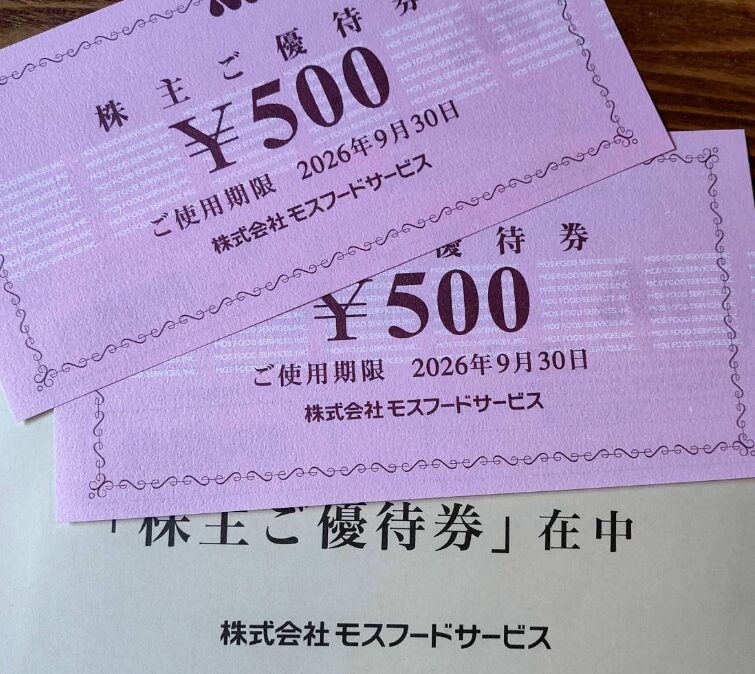 株主ご優待券
¥500
ご使用期限 2026年9月30日
株式会社モスフードサービス
優待券
¥500
ご使用期限 2026年9月30日
株式会社モスフードサービス
MOS FOOD SERVICES, INC.
「株主ご優待券」在中
株式会社モスフードサービス